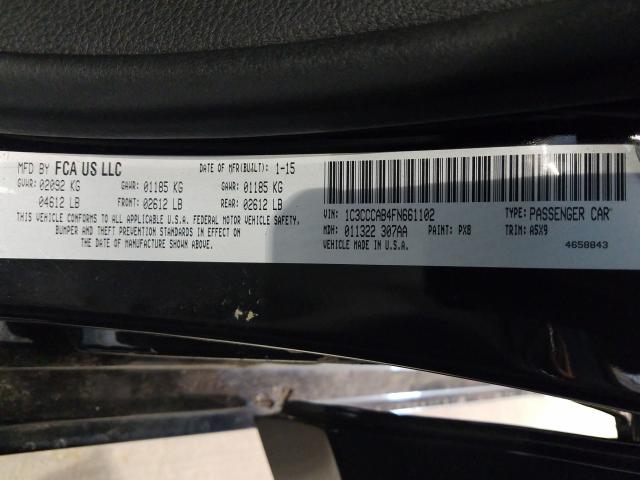 MFD BY FCA US LLC DATE OF MFR(BUILT): 1-15
GVWR: 02092 KG GAWR: 01185 KG GAWR: 01185 KG
04612 LB FRONT: 02612 LB REAR: 02612 LB
THIS VEHICLE CONFORMS TO ALL APPLICABLE U.S.A. FEDERAL MOTOR VEHICLE SAFETY,
BUMPER AND THEFT PREVENTION STANDARDS IN EFFECT ON
THE DATE OF MANUFACTURE SHOWN ABOVE.
VIN: 1C3CCCAB4FN661102 TYPE: PASSENGER CAR
MDH: 011322 307AA PAINT: PX8 TRIM: A5X9
VEHICLE MADE IN U.S.A. 4658843